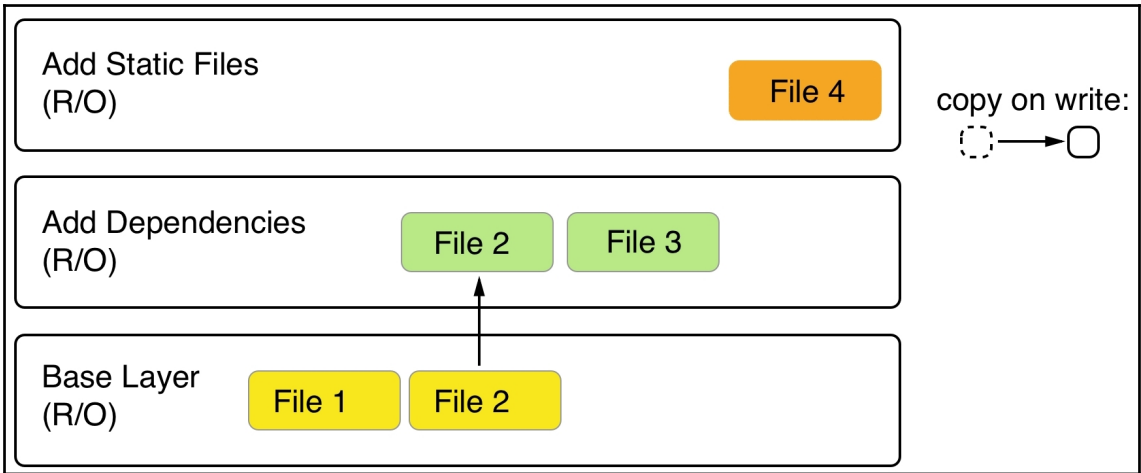 Add Static Files
(R/O)
File 4
copy on write:
Add Dependencies
(R/O)
File 2
File 3
Base Layer
(R/O)
File 1
File 2